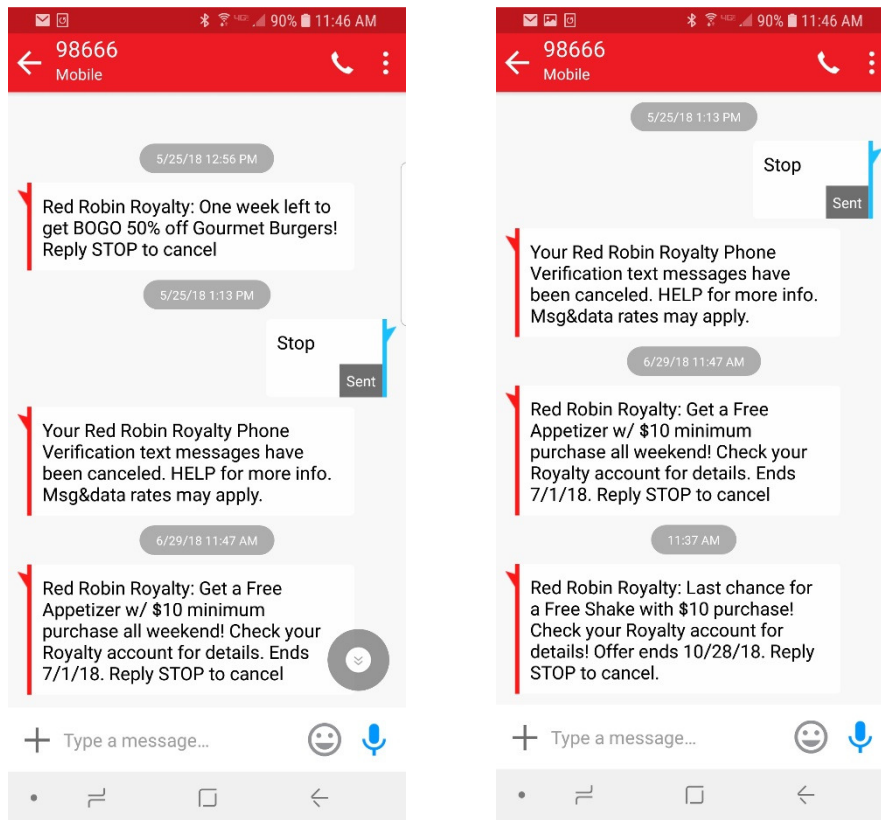 90% 11:46 AM
98666
Mobile
5/25/18 12:56 PM
Red Robin Royalty: One week left to
get BOGO 50% off Gourmet Burgers!
Reply STOP to cancel
5/25/18 1:13 PM
Stop
Sent
Your Red Robin Royalty Phone
Verification text messages have
been canceled. HELP for more info.
Msg&data rates may apply.
6/29/18 11:47 AM
Red Robin Royalty: Get a Free
Appetizer w/ $10 minimum
purchase all weekend! Check your
Royalty account for details. Ends
7/1/18. Reply STOP to cancel
Type a message...
90% 11:46 AM
98666
Mobile
5/25/18 1:13 PM
Stop
Sent
Your Red Robin Royalty Phone
Verification text messages have
been canceled. HELP for more info.
Msg&data rates may apply.
6/29/18 11:47 AM
Red Robin Royalty: Get a Free
Appetizer w/ $10 minimum
purchase all weekend! Check your
Royalty account for details. Ends
7/1/18. Reply STOP to cancel
11:37 AM
Red Robin Royalty: Last chance for
a Free Shake with $10 purchase!
Check your Royalty account for
details! Offer ends 10/28/18. Reply
STOP to cancel.
Type a message...